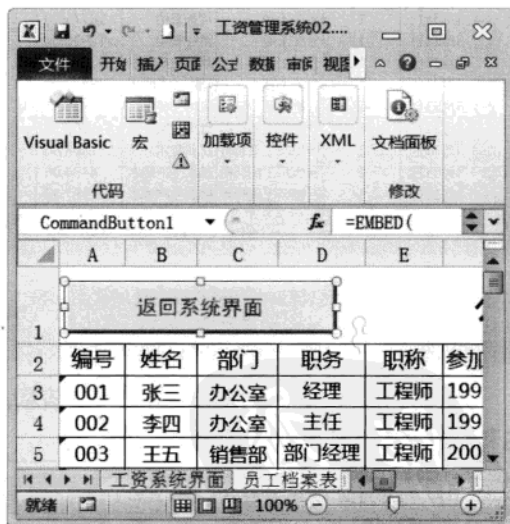 工资管理系统02....
文件 开始 插入 页面 公式 数据 审阅 视图
Visual Basic 宏 加载项 控件 XML 文档面板
代码 修改
CommandButton1 fx =EMBED(
A B C D E
返回系统界面
1
2 编号 姓名 部门 职务 职称 参加
3 001 张三 办公室 经理 工程师 199
4 002 李四 办公室 主任 工程师 199
5 003 王五 销售部 部门经理 工程师 200
工资系统界面 员工档案表
就绪 100%